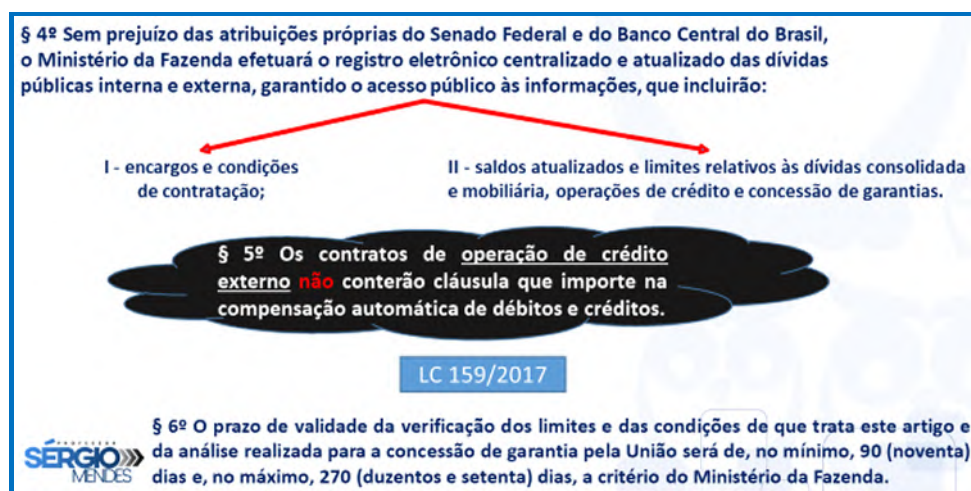 § 4º Sem prejuízo das atribuições próprias do Senado Federal e do Banco Central do Brasil,
o Ministério da Fazenda efetuará o registro eletrônico centralizado e atualizado das dívidas
públicas interna e externa, garantido o acesso público às informações, que incluirão:
I - encargos e condições
de contratação;
II - saldos atualizados e limites relativos às dívidas consolidada
e mobiliária, operações de crédito e concessão de garantias.
§ 5º Os contratos de operação de crédito
externo não conterão cláusula que importe na
compensação automática de débitos e créditos.
LC 159/2017
§ 6º O prazo de validade da verificação dos limites e das condições de que trata este artigo e
da análise realizada para a concessão de garantia pela União será de, no mínimo, 90 (noventa)
dias e, no máximo, 270 (duzentos e setenta) dias, a critério do Ministério da Fazenda.
PROFESSOR
SÉRGIO
MENDES